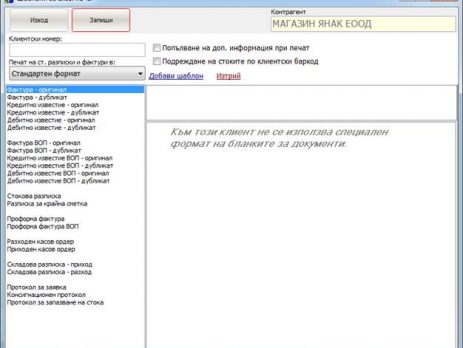 Изход
Запиши
Контрагент
МАГАЗИН ЯНАК ЕООД
Клиентски номер:
Попълване на доп. информация при печат
Подреждане на стоките по клиентски баркод
Печат на ст. разписки и фактури в:
Стандартен формат
Добави шаблон
Изтрий
Фактура - оригинал
Фактура - дубликат
Кредитно известие - оригинал
Кредитно известие - дубликат
Дебитно известие - оригинал
Дебитно известие - дубликат
Фактура ВОП - оригинал
Фактура ВОП - дубликат
Кредитно известие ВОП - оригинал
Кредитно известие ВОП - дубликат
Дебитно известие ВОП - оригинал
Дебитно известие ВОП - дубликат
Стокова разписка
Разписка за крайна сметка
Проформа фактура
Проформа фактура ВОП
Разходен касов ордер
Приходен касов ордер
Складова разписка - приход
Складова разписка - разход
Протокол за заявка
Консигнационен протокол
Протокол за запазване на стока
Към този клиент не се използва специален
формат на бланките за документи.